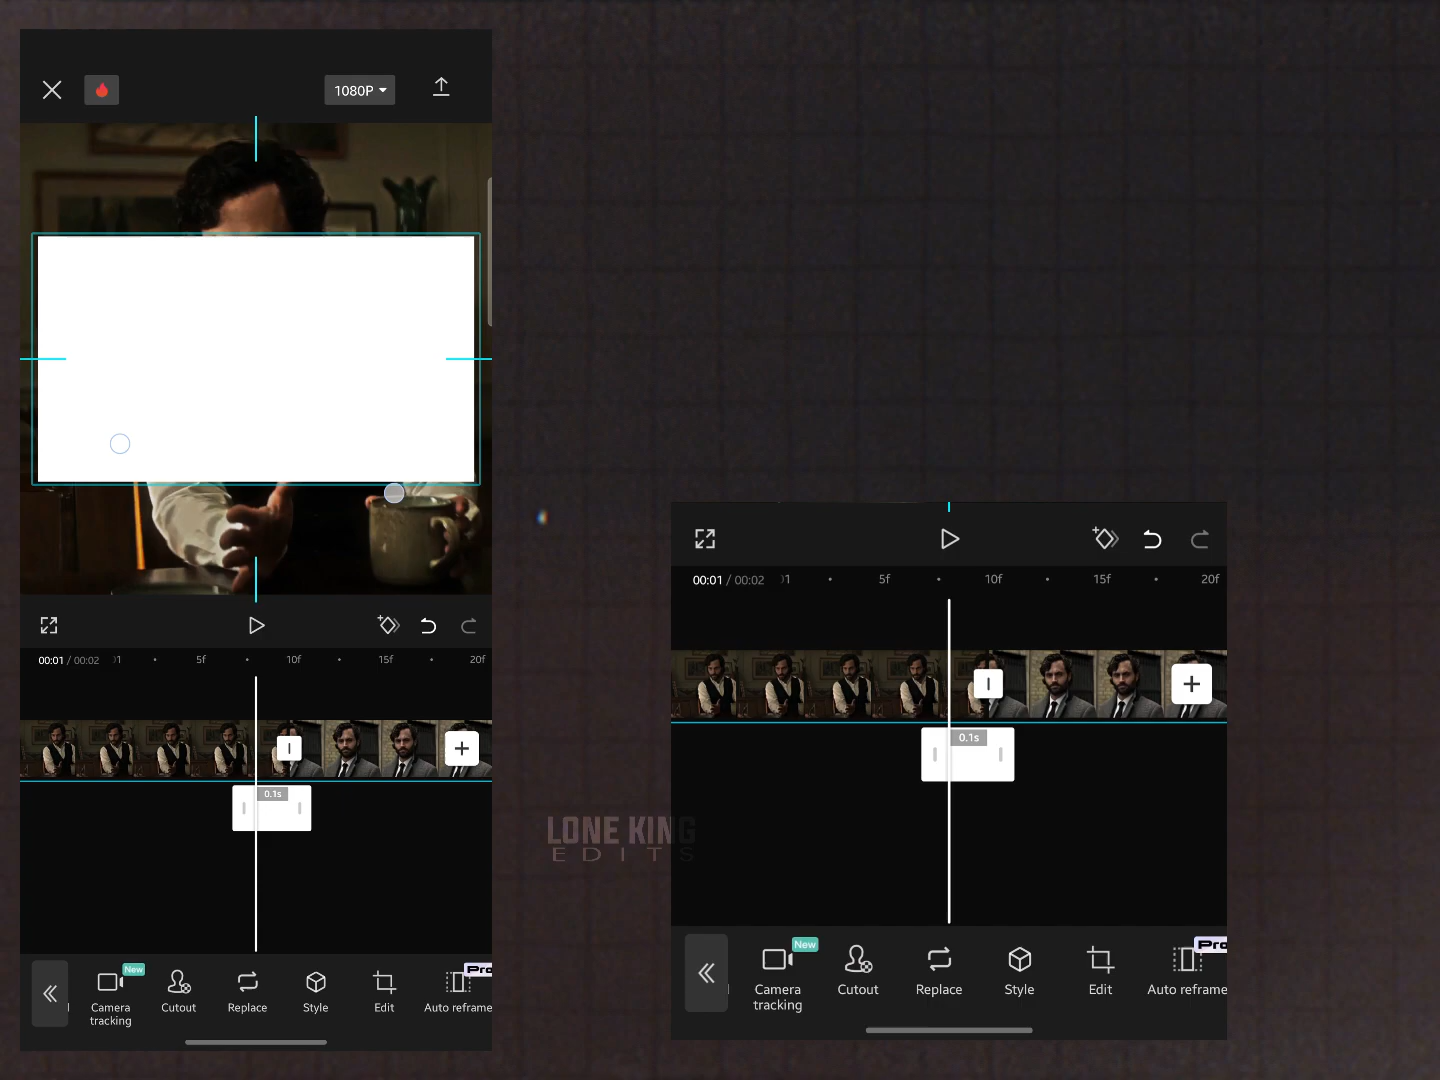 1080P
00:01 / 00:02
1
5f
10f
15f
20f
0.1s
New
Pro
Camera
tracking
Cutout
Replace
Style
Edit
Auto reframe
00:01 / 00:02
1
5f
10f
15f
20f
0.1s
LONE KING
EDITS
New
Pro
Camera
tracking
Cutout
Replace
Style
Edit
Auto reframe